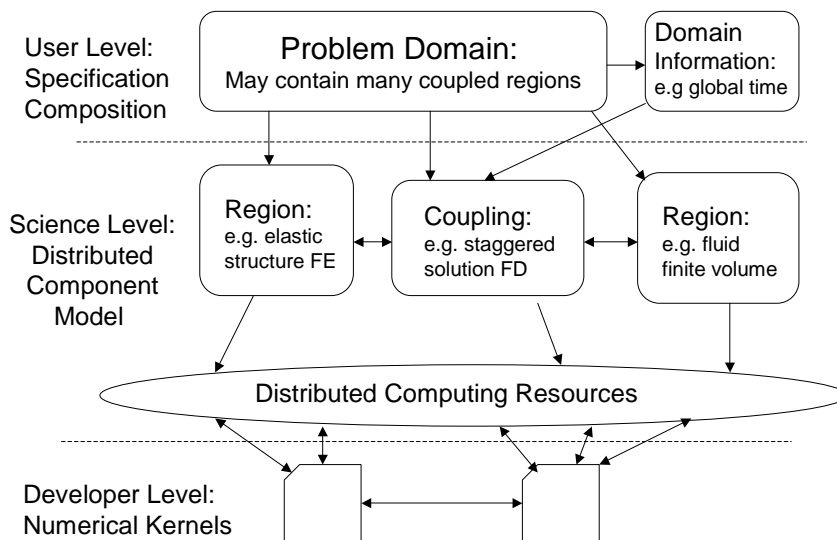 User Level:
Specification
Composition
Problem Domain:
May contain many coupled regions
Domain
Information:
e.g global time
Science Level:
Distributed
Component
Model
Region:
e.g. elastic
structure FE
Coupling:
e.g. staggered
solution FD
Region:
e.g. fluid
finite volume
Distributed Computing Resources
Developer Level:
Numerical Kernels